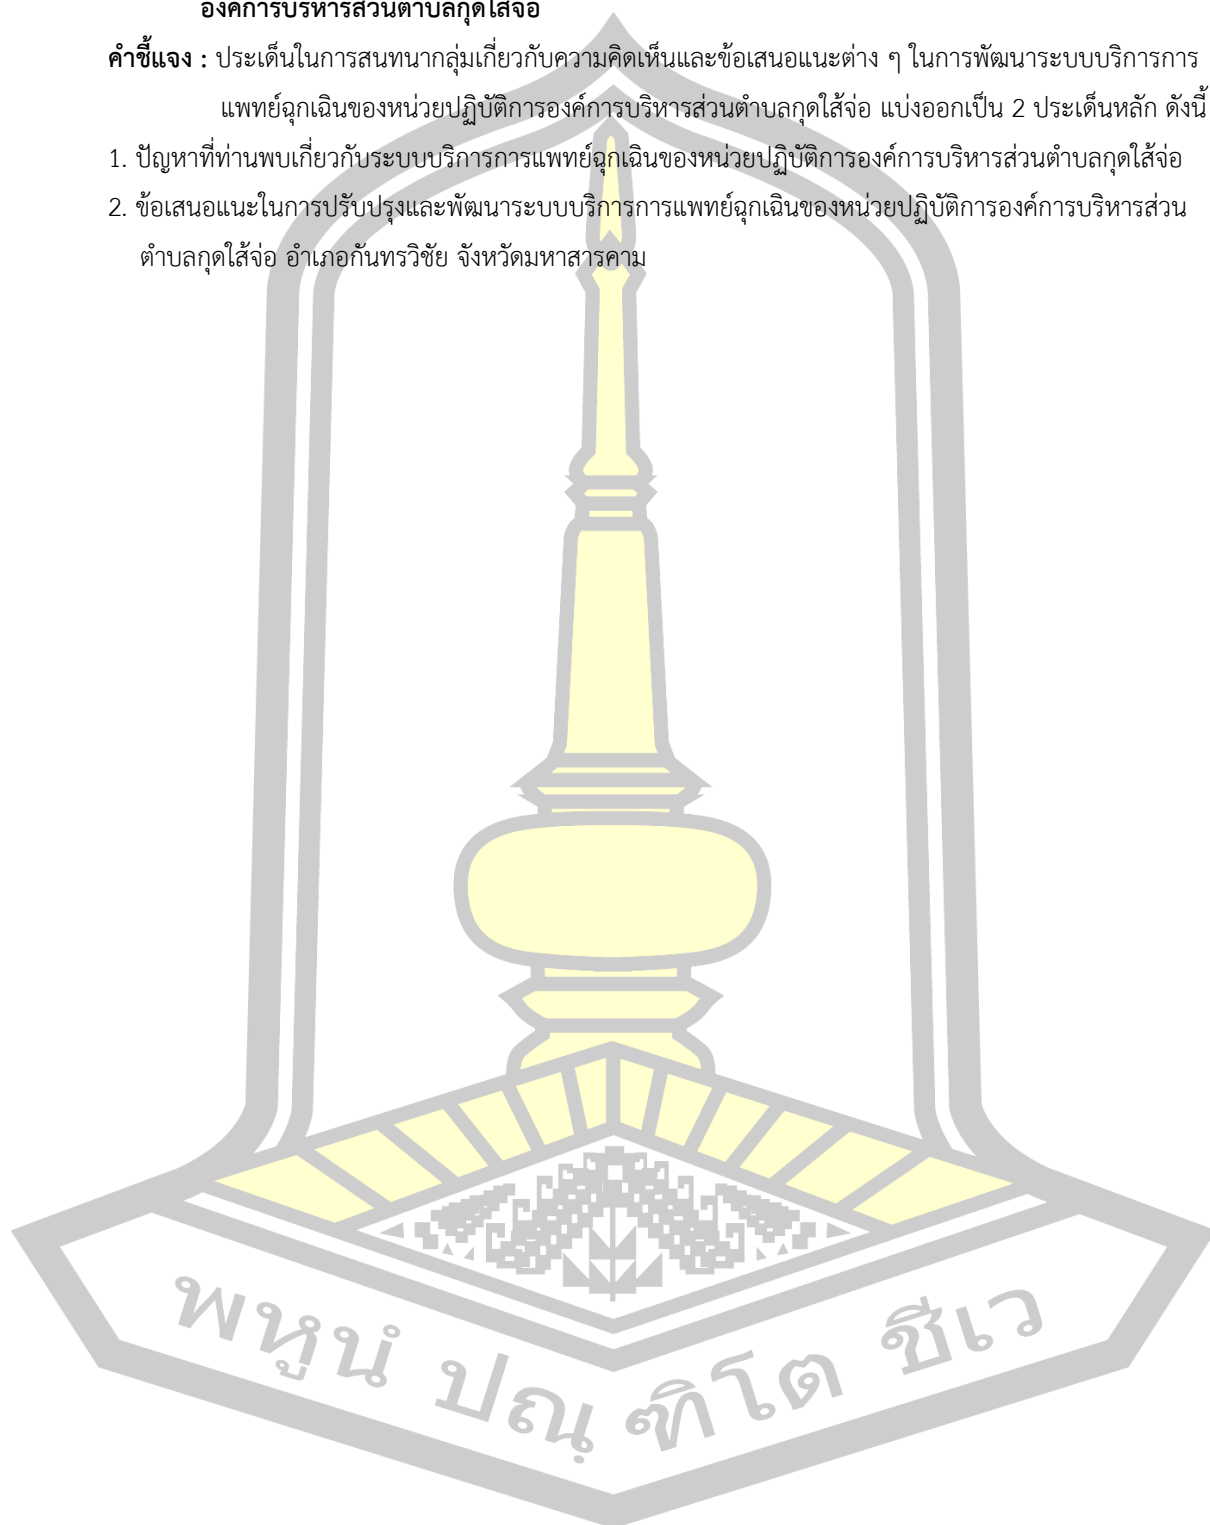 องค์การบริหารส่วนตำบลกุดใส้จ่อ
คำชี้แจง : ประเด็นในการสนทนากลุ่มเกี่ยวกับความคิดเห็นและข้อเสนอแนะต่าง ๆ ในการพัฒนาระบบบริการการ
แพทย์ฉุกเฉินของหน่วยปฏิบัติการองค์การบริหารส่วนตำบลกุดใส้จ่อ แบ่งออกเป็น 2 ประเด็นหลัก ดังนี้
1. ปัญหาที่ท่านพบเกี่ยวกับระบบบริการการแพทย์ฉุกเฉินของหน่วยปฏิบัติการองค์การบริหารส่วนตำบลกุดใส้จ่อ
2. ข้อเสนอแนะในการปรับปรุงและพัฒนาระบบบริการการแพทย์ฉุกเฉินของหน่วยปฏิบัติการองค์การบริหารส่วน
ตำบลกุดใส้จ่อ อำเภอกันทรวิชัย จังหวัดมหาสารคาม
พหูนํ ปณฺฑิโต ชีเว